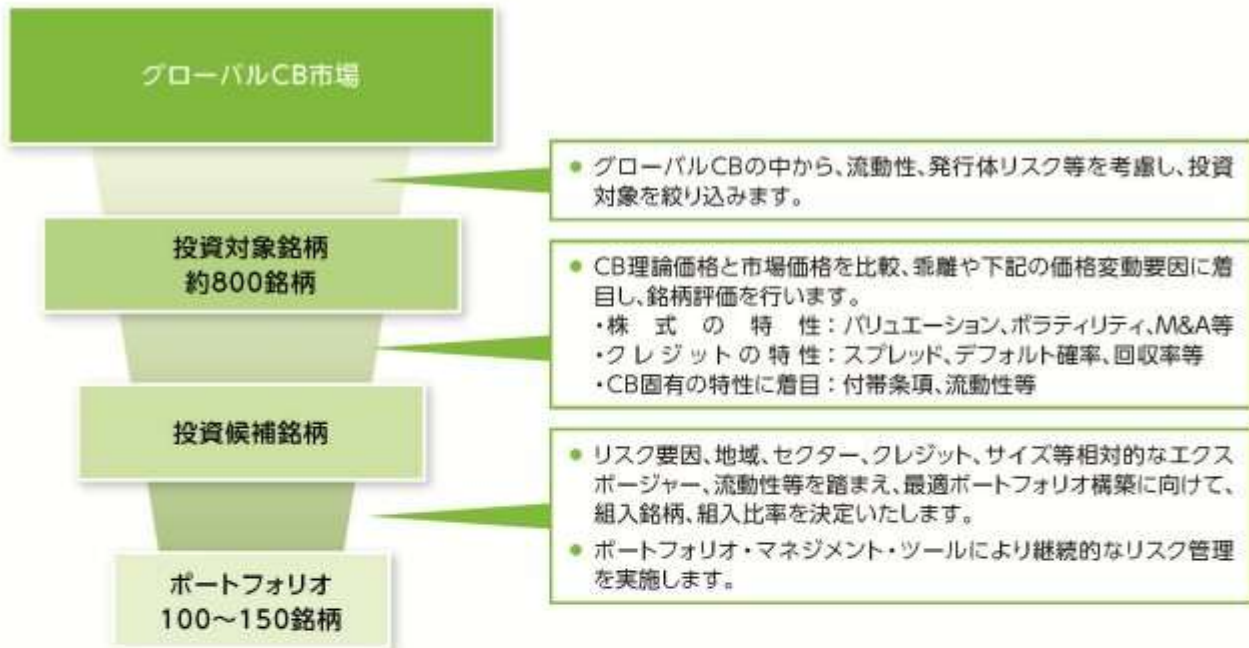 グローバルCB市場
● グローバルCBの中から、流動性、発行体リスク等を考慮し、投資
対象を絞り込みます。
投資対象銘柄
約800銘柄
● CB理論価格と市場価格を比較、乖離や下記の価格変動要因に着
目し、銘柄評価を行います。
・株式の特性：バリュエーション、ボラティリティ、M&A等
・クレジットの特性：スプレッド、デフォルト確率、回収率等
・CB固有の特性に着目：付帯条項、流動性等
投資候補銘柄
● リスク要因、地域、セクター、クレジット、サイズ等相対的なエクス
ポージャー、流動性等を踏まえ、最適ポートフォリオ構築に向けて、
組入銘柄、組入比率を決定いたします。
● ポートフォリオ・マネジメント・ツールにより継続的なリスク管理
を実施します。
ポートフォリオ
100～150銘柄